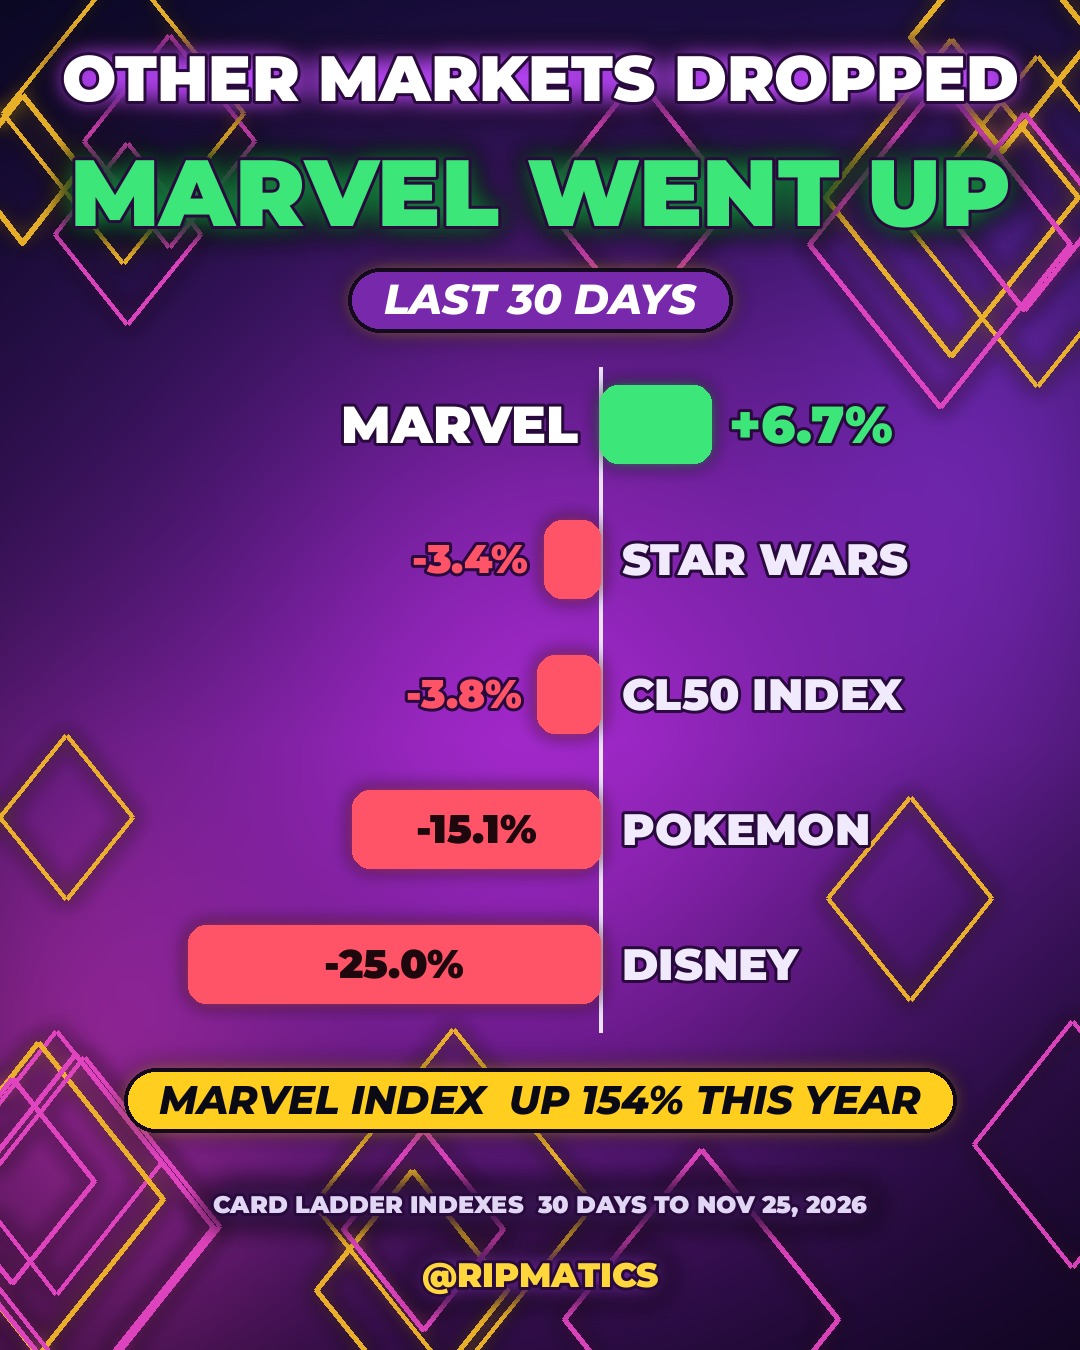 OTHER MARKETS DROPPED
MARVEL WENT UP
LAST 30 DAYS
MARVEL +6.7%
-3.4% STAR WARS
-3.8% CL50 INDEX
-15.1% POKEMON
-25.0% DISNEY
MARVEL INDEX UP 154% THIS YEAR
CARD LADDER INDEXES 30 DAYS TO NOV 25, 2026
@RIPMATICS